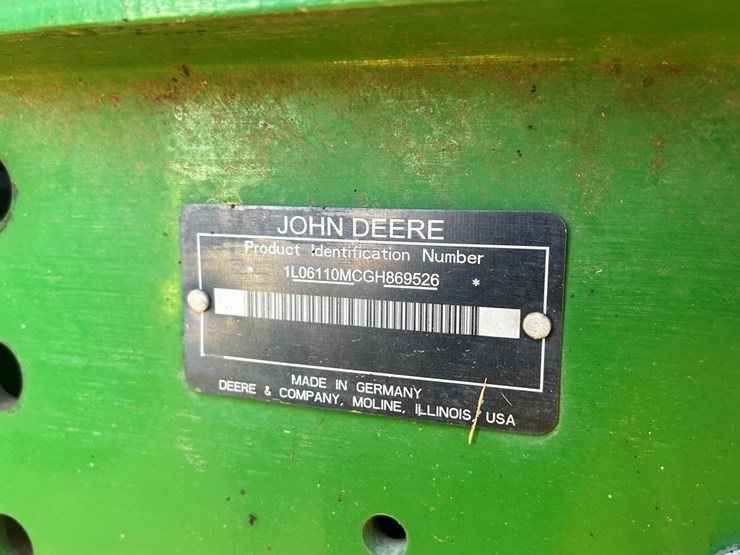 JOHN DEERE
Product Identification Number
* 1L06110MCGH869526 *
MADE IN GERMANY
DEERE & COMPANY, MOLINE, ILLINOIS, USA